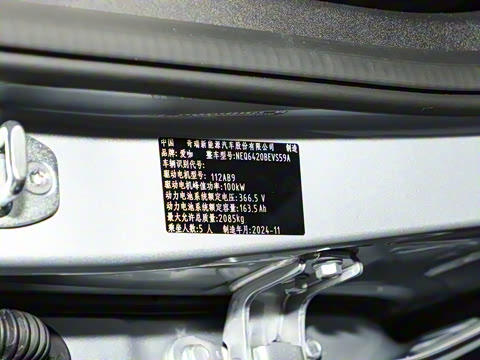 中国 奇瑞新能源汽车股份有限公司 制造
品牌:爱咖 整车型号:NEQ6420BEVS59A
车辆识别代号:
驱动电机型号: 112AB9
驱动电机峰值功率:100kW
动力电池系统额定电压:366.5 V
动力电池系统额定容量:163.5 Ah
最大允许总质量:2085kg
乘坐人数:5 人 制造年月:2024-11